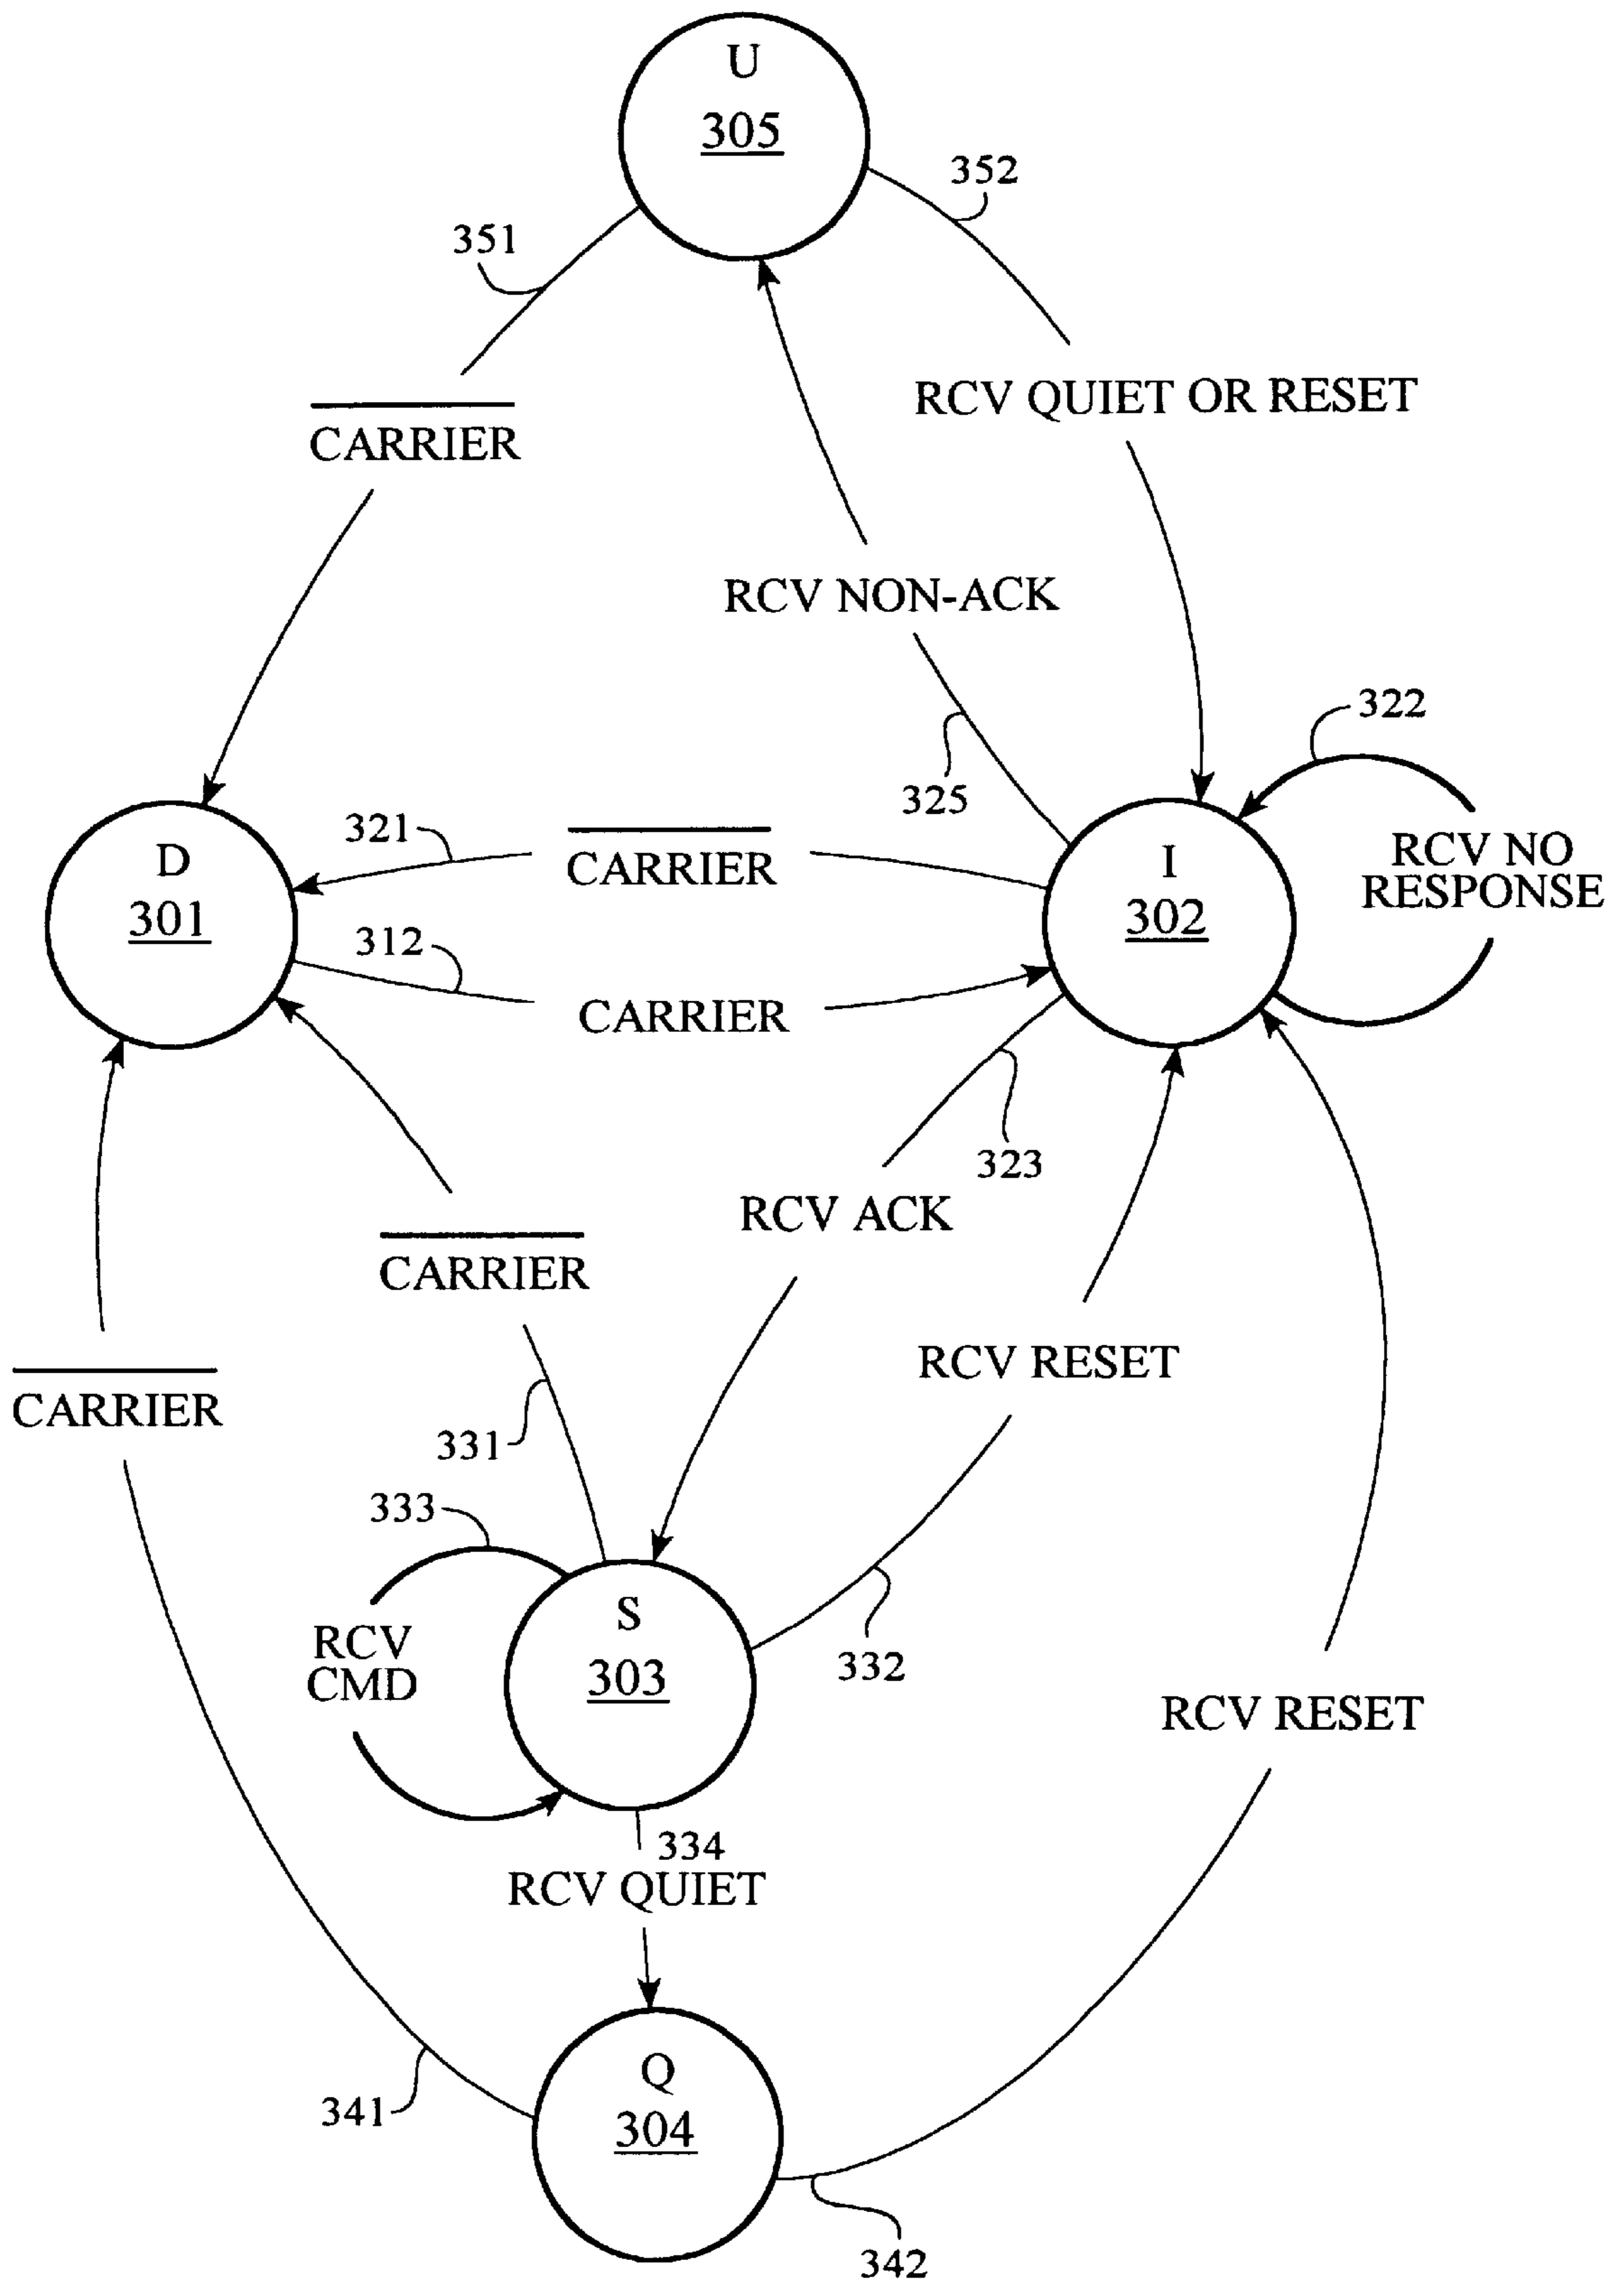 U
305
352
351
RCV QUIET OR RESET
CARRIER
RCV NON-ACK
322
325
321
CARRIER
D
301
I
302
RCV NO
RESPONSE
312
CARRIER
323
RCV ACK
CARRIER
RCV RESET
CARRIER
331
333
S
303
RCV
CMD
332
RCV RESET
334
RCV QUIET
Q
304
341
342